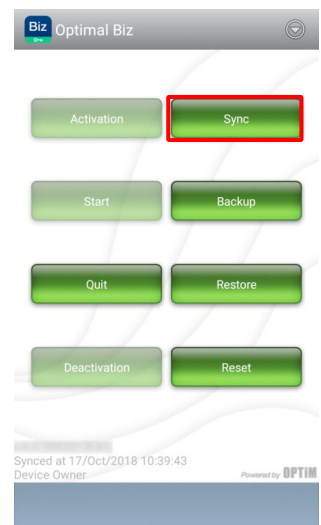 Biz Optimal Biz
Activation Sync
Start Backup
Quit Restore
Deactivation Reset
Synced at 17/Oct/2018 10:39:43
Device Owner Powered by OPTiM